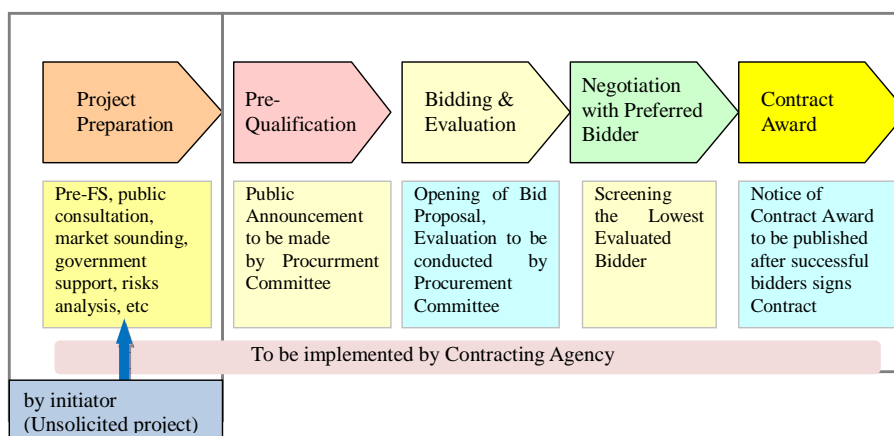 Project
Preparation
Pre-
Qualification
Bidding &
Evaluation
Negotiation
with Preferred
Bidder
Contract
Award
Pre-FS, public
consultation,
market sounding,
government
support, risks
analysis, etc
Public
Announcement
to be made
by Procurrment
Committee
Opening of Bid
Proposal,
Evaluation to be
conducted by
Procurement
Committee
Screening
the Lowest
Evaluated
Bidder
Notice of
Contract Award
to be published
after successful
bidders signs
Contract
To be implemented by Contracting Agency
by initiator
(Unsolicited project)